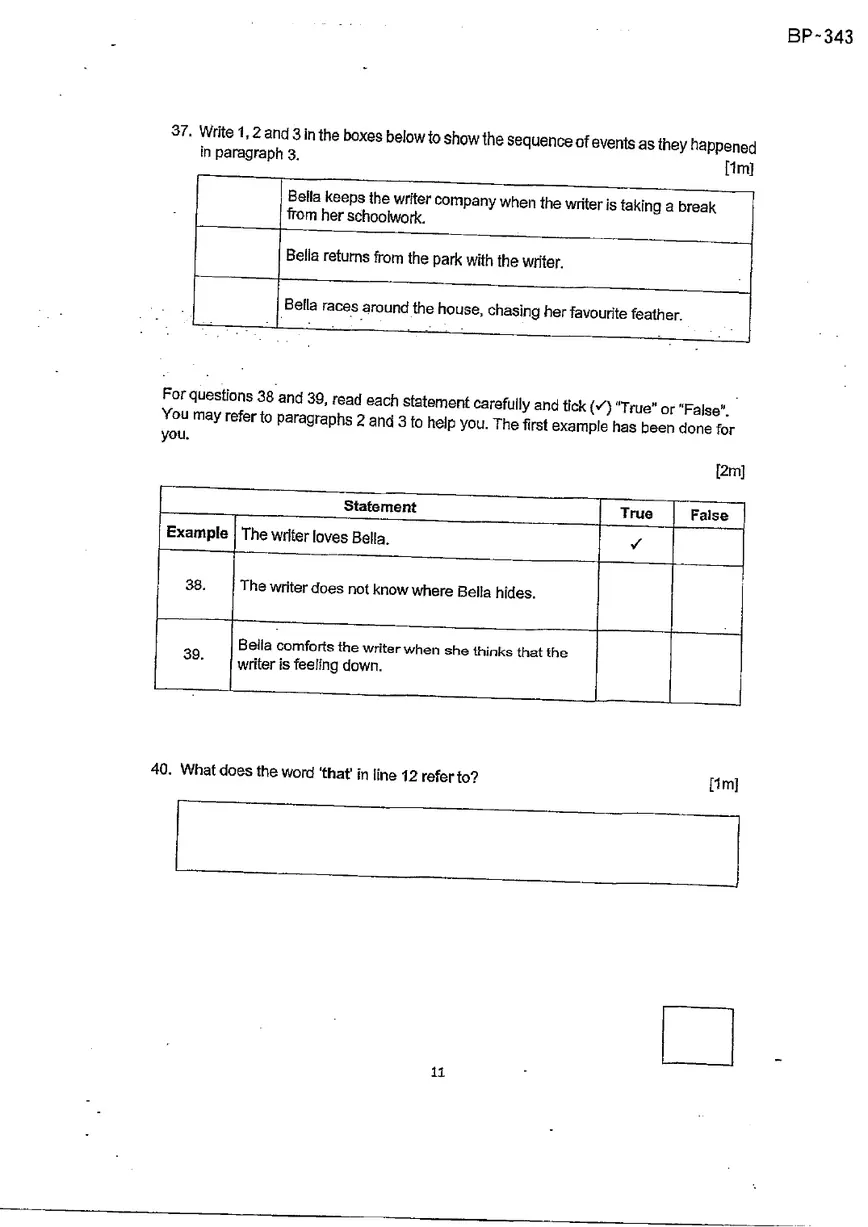 BP-343
37. Write 1, 2 and 3 in the boxes below to show the sequence of events as they happened
in paragraph 3.
[1m]
Bella keeps the writer company when the writer is taking a break
from her schoolwork.
Bella returns from the park with the writer.
Bella races around the house, chasing her favourite feather.
For questions 38 and 39, read each statement carefully and tick (✓) "True" or "False".
You may refer to paragraphs 2 and 3 to help you. The first example has been done for
you.
[2m]
Statement True False
Example The writer loves Bella. ✓
38. The writer does not know where Bella hides.
39. Bella comforts the writer when she thinks that the
writer is feeling down.
40. What does the word 'that' in line 12 refer to?
[1m]
11